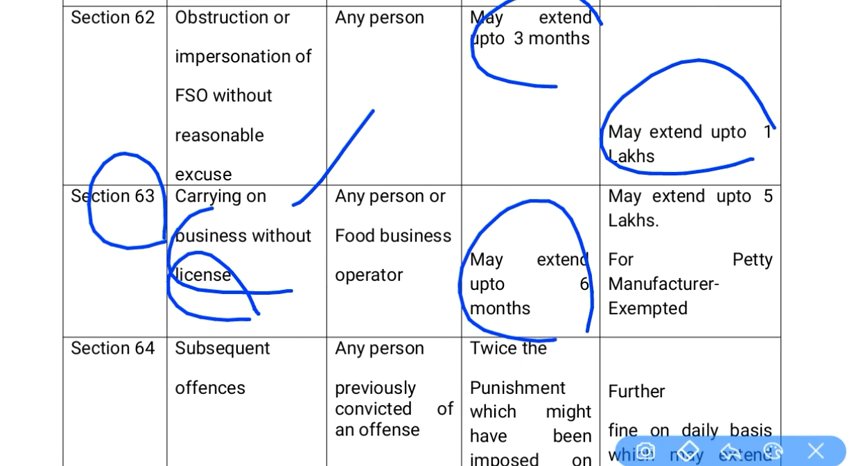 Section 62
Obstruction or
impersonation of
FSO without
reasonable
excuse
Any person
May extend
upto 3 months
May extend upto 1
Lakhs
Section 63
Carrying on
business without
license
Any person or
Food business
operator
May extend
upto 6
months
May extend upto 5
Lakhs.
For Petty
Manufacturer-
Exempted
Section 64
Subsequent
offences
Any person
previously
convicted of
an offense
Twice the
Punishment
which might
have been
imposed on
Further
fine on daily basis
which may extend